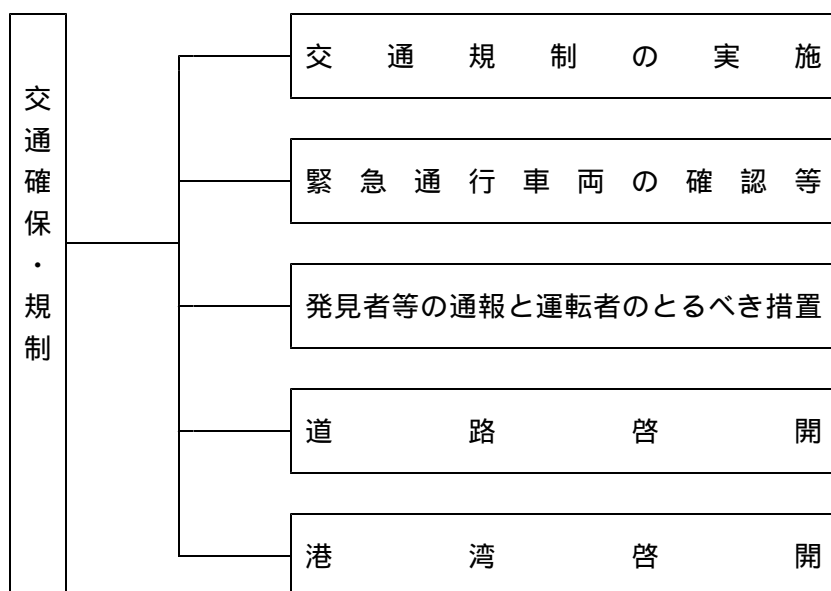 交通確保・規制
交通規制の実施
緊急通行車両の確認等
発見者等の通報と運転者のとるべき措置
道路啓開
港湾啓開